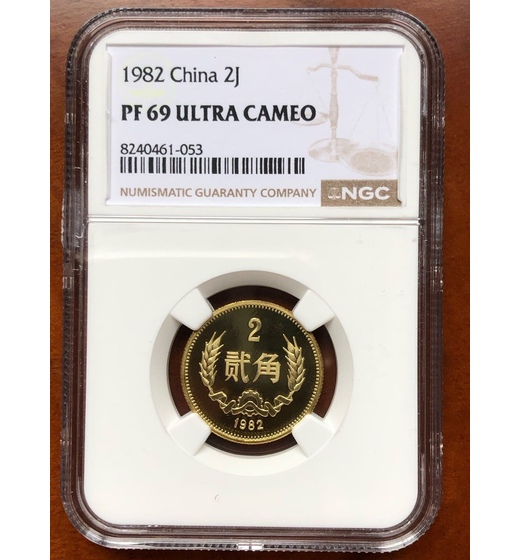 1982 China 2J
PF 69 ULTRA CAMEO
8240461-053
NUMISMATIC GUARANTY COMPANY NGC
2
贰角
1982